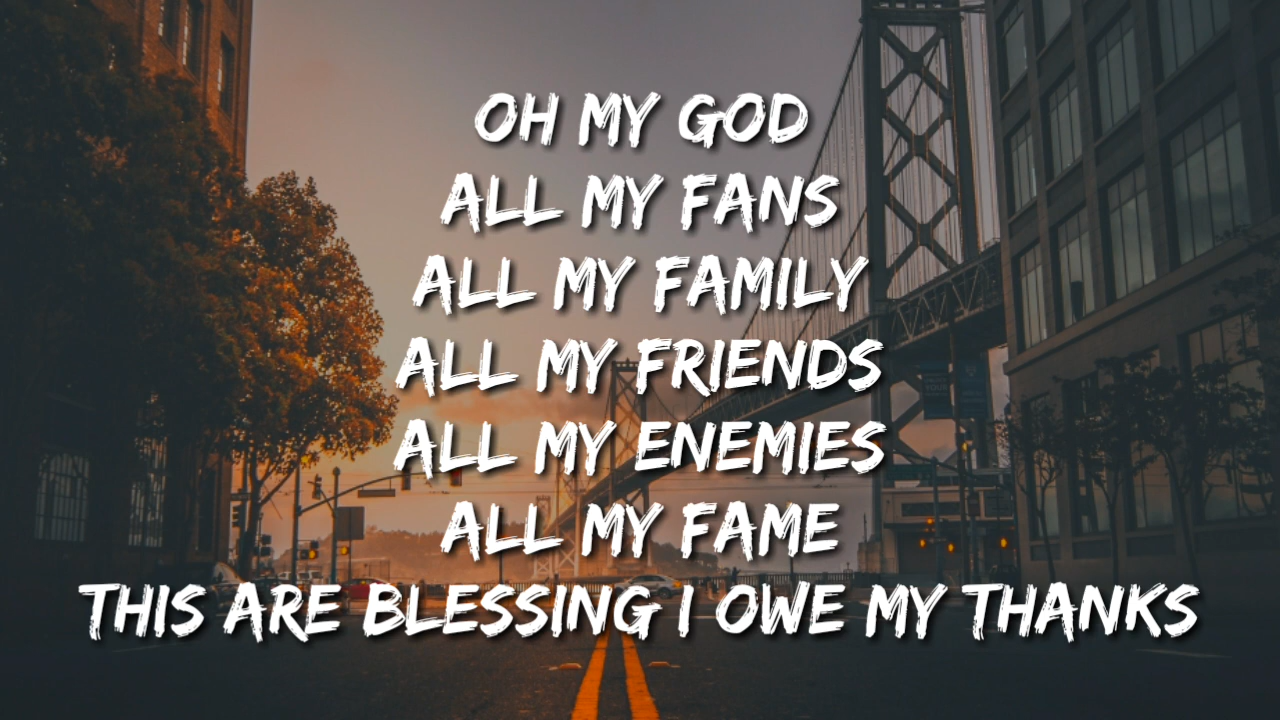 OH MY GOD
ALL MY FANS
ALL MY FAMILY
ALL MY FRIENDS
ALL MY ENEMIES
ALL MY FAME
THIS ARE BLESSING I OWE MY THANKS